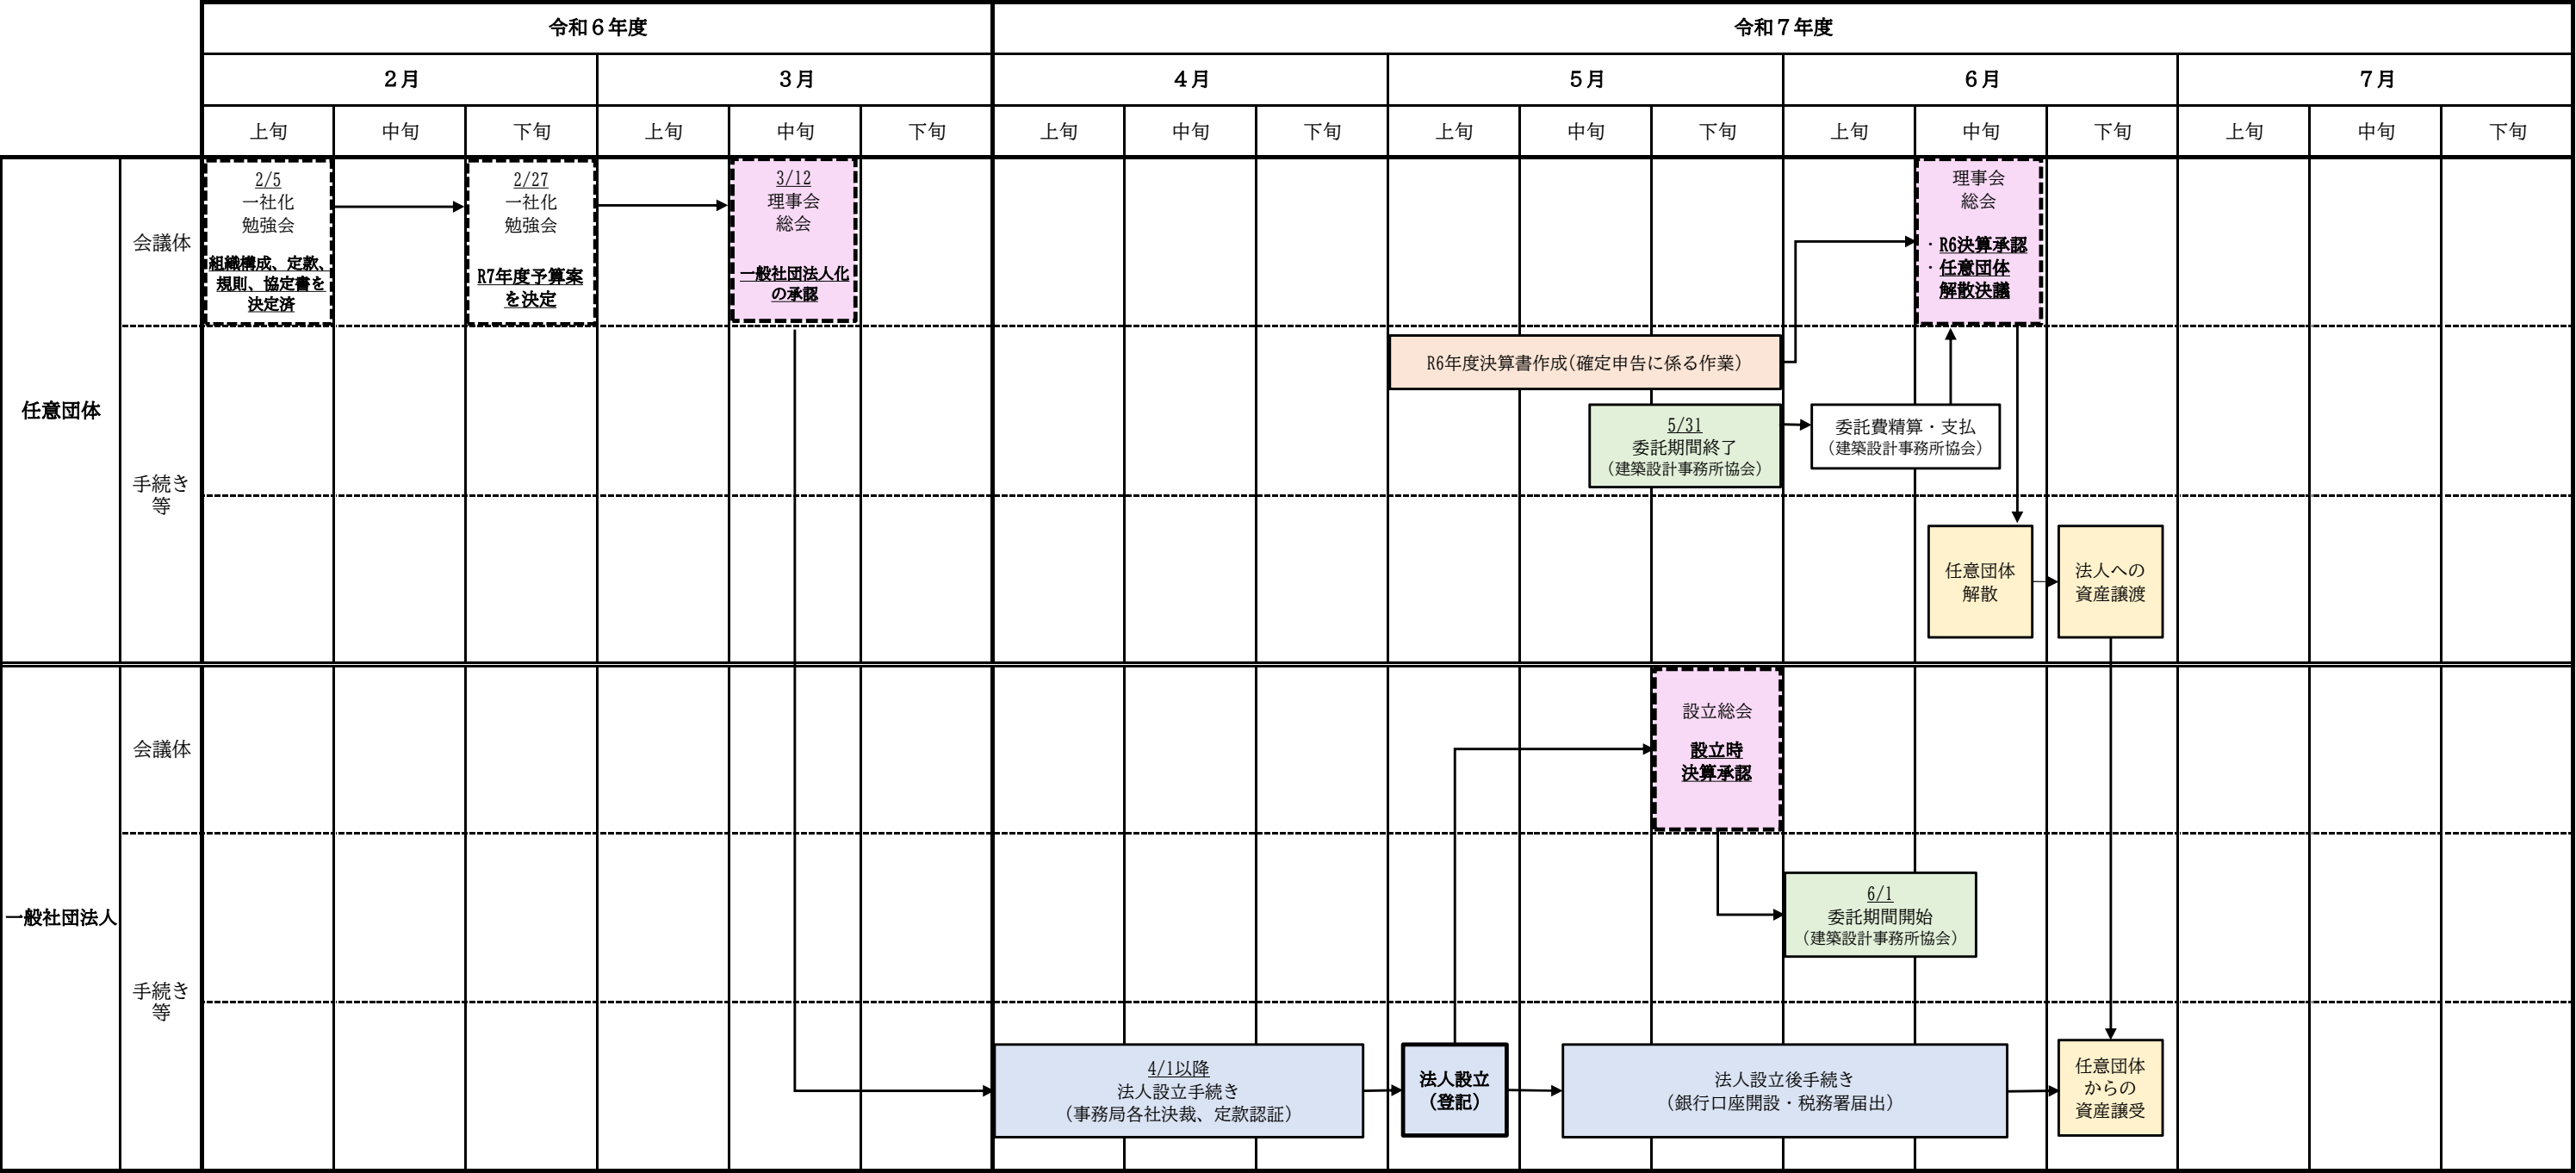 令和６年度
令和７年度
２月
３月
４月
５月
６月
７月
上旬
中旬
下旬
上旬
中旬
下旬
上旬
中旬
下旬
上旬
中旬
下旬
上旬
中旬
下旬
上旬
中旬
下旬
任意団体
会議体
2/5
一社化
勉強会
組織構成、定款、
規則、協定書を
決定済
2/27
一社化
勉強会
R7年度予算案
を決定
3/12
理事会
総会
一般社団法人化
の承認
理事会
総会
・R6決算承認
・任意団体
解散決議
手続き
等
R6年度決算書作成(確定申告に係る作業)
5/31
委託期間終了
（建築設計事務所協会）
委託費精算・支払
（建築設計事務所協会）
任意団体
解散
法人への
資産譲渡
一般社団法人
会議体
設立総会
設立時
決算承認
手続き
等
6/1
委託期間開始
（建築設計事務所協会）
4/1以降
法人設立手続き
（事務局各社決裁、定款認証）
法人設立
（登記）
法人設立後手続き
（銀行口座開設・税務署届出）
任意団体
からの
資産譲受